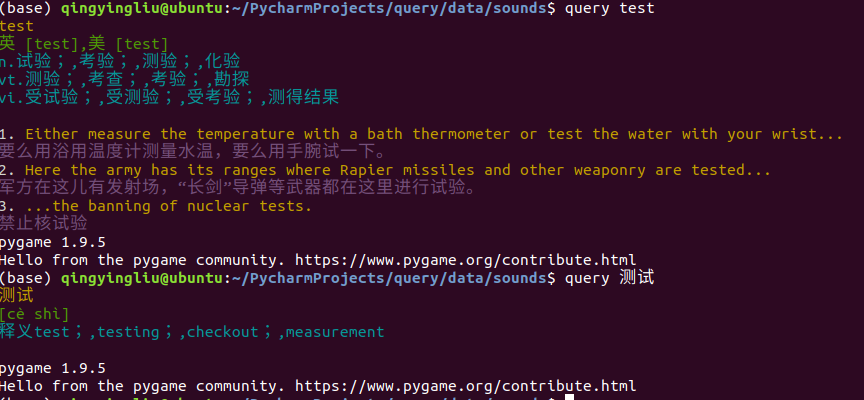 (base) qingyingliu@ubuntu:~/PycharmProjects/query/data/sounds$ query test
test
英 [test],美 [test]
n.试验；,考验；,测验；,化验
vt.测验；,考查；,考验；,勘探
vi.受试验；,受测验；,受考验；,测得结果
1. Either measure the temperature with a bath thermometer or test the water with your wrist...
要么用浴用温度计测量水温，要么用手腕试一下。
2. Here the army has its ranges where Rapier missiles and other weaponry are tested...
军方在这儿有发射场，“长剑”导弹等武器都在这里进行试验。
3. ...the banning of nuclear tests.
禁止核试验
pygame 1.9.5
Hello from the pygame community. https://www.pygame.org/contribute.html
(base) qingyingliu@ubuntu:~/PycharmProjects/query/data/sounds$ query 测试
测试
[cè shì]
释义test；,testing；,checkout；,measurement
pygame 1.9.5
Hello from the pygame community. https://www.pygame.org/contribute.html
(base) qingyingliu@ubuntu:~/PycharmProjects/query/data/sounds$